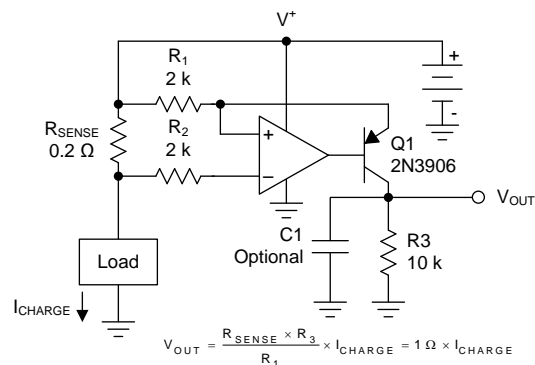 V+
R1
2 k
RSENSE
0.2 Ω
R2
2 k
+
−
+
-
Q1
2N3906
VOUT
C1
Optional
R3
10 k
Load
ICHARGE
VOUT = RSENSE × R3 / R1 × ICHARGE = 1 Ω × ICHARGE